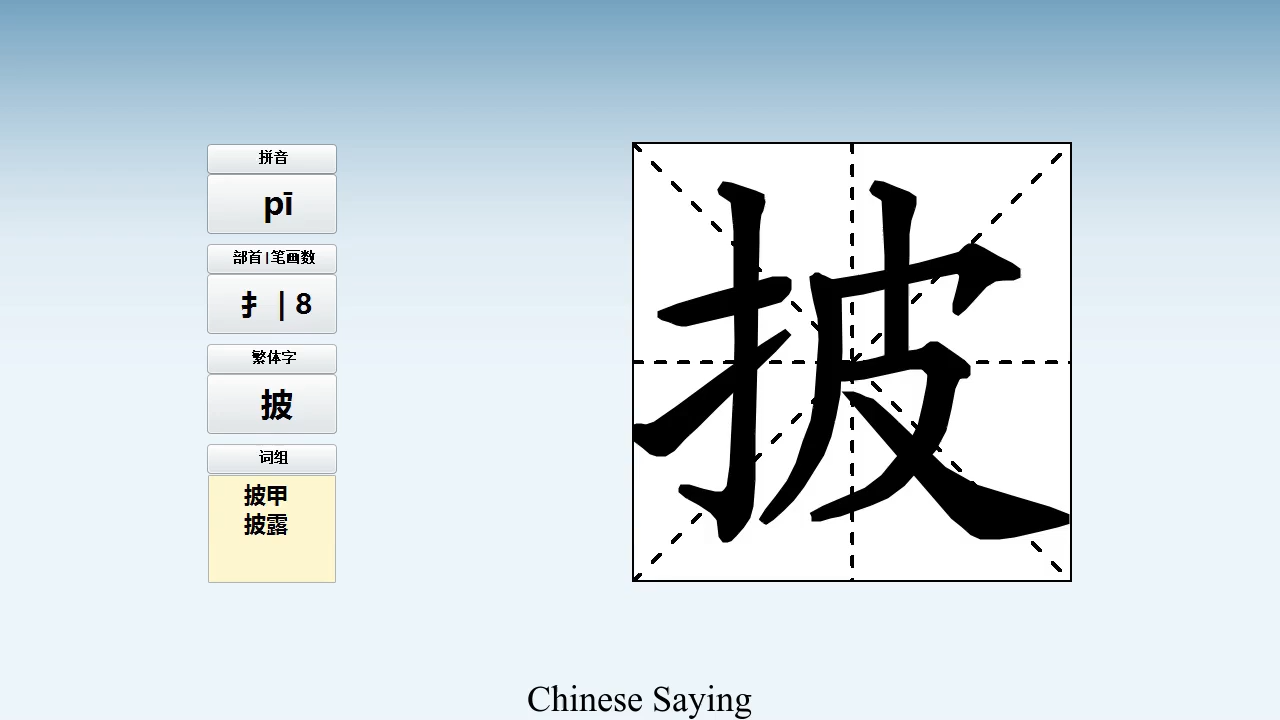 拼音
pī
部首|笔画数
扌 | 8
繁体字
披
词组
披甲
披露
披
Chinese Saying